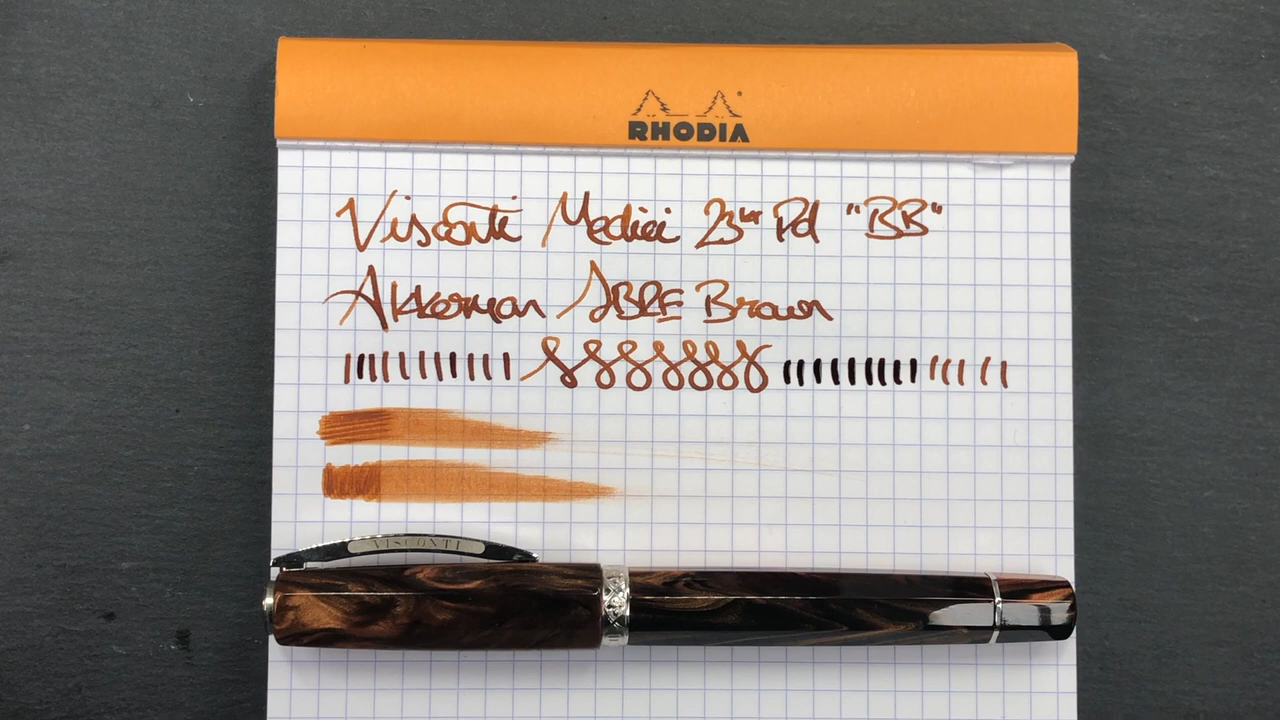 RHODIA
Visconti Medici 23kt Pd "BB"
Akkerman SBRE Brown
VISCONTI